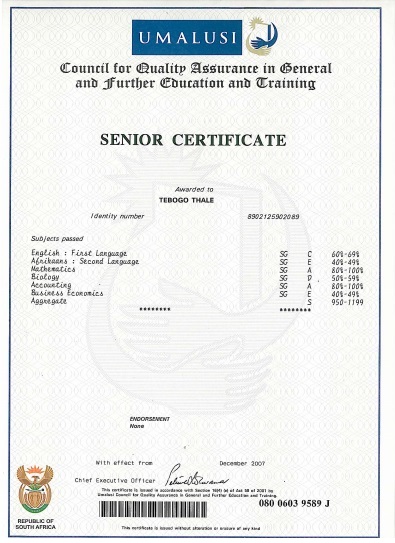 UMALUSI
Council for Quality Assurance in General
and Further Education and Training
SENIOR CERTIFICATE
Awarded to
TEBOGO THALE
Identity number 8902125902089
Subjects passed
English : First Language SG C 60%-69%
Afrikaans : Second Language SG E 40%-49%
Mathematics SG A 80%-100%
Biology SG D 50%-59%
Accounting SG A 80%-100%
Business Economics SG E 40%-49%
Aggregate S 950-1199
******** ********
ENDORSEMENT
None
With effect from December 2007
Chief Executive Officer
This certificate is issued in accordance with Section of Act 58 of 2001 by
Umalusi Council for Quality Assurance in General and Further Education and Training.
080 0603 9589 J
REPUBLIC OF
SOUTH AFRICA
This certificate is issued without alteration or erasure of any kind